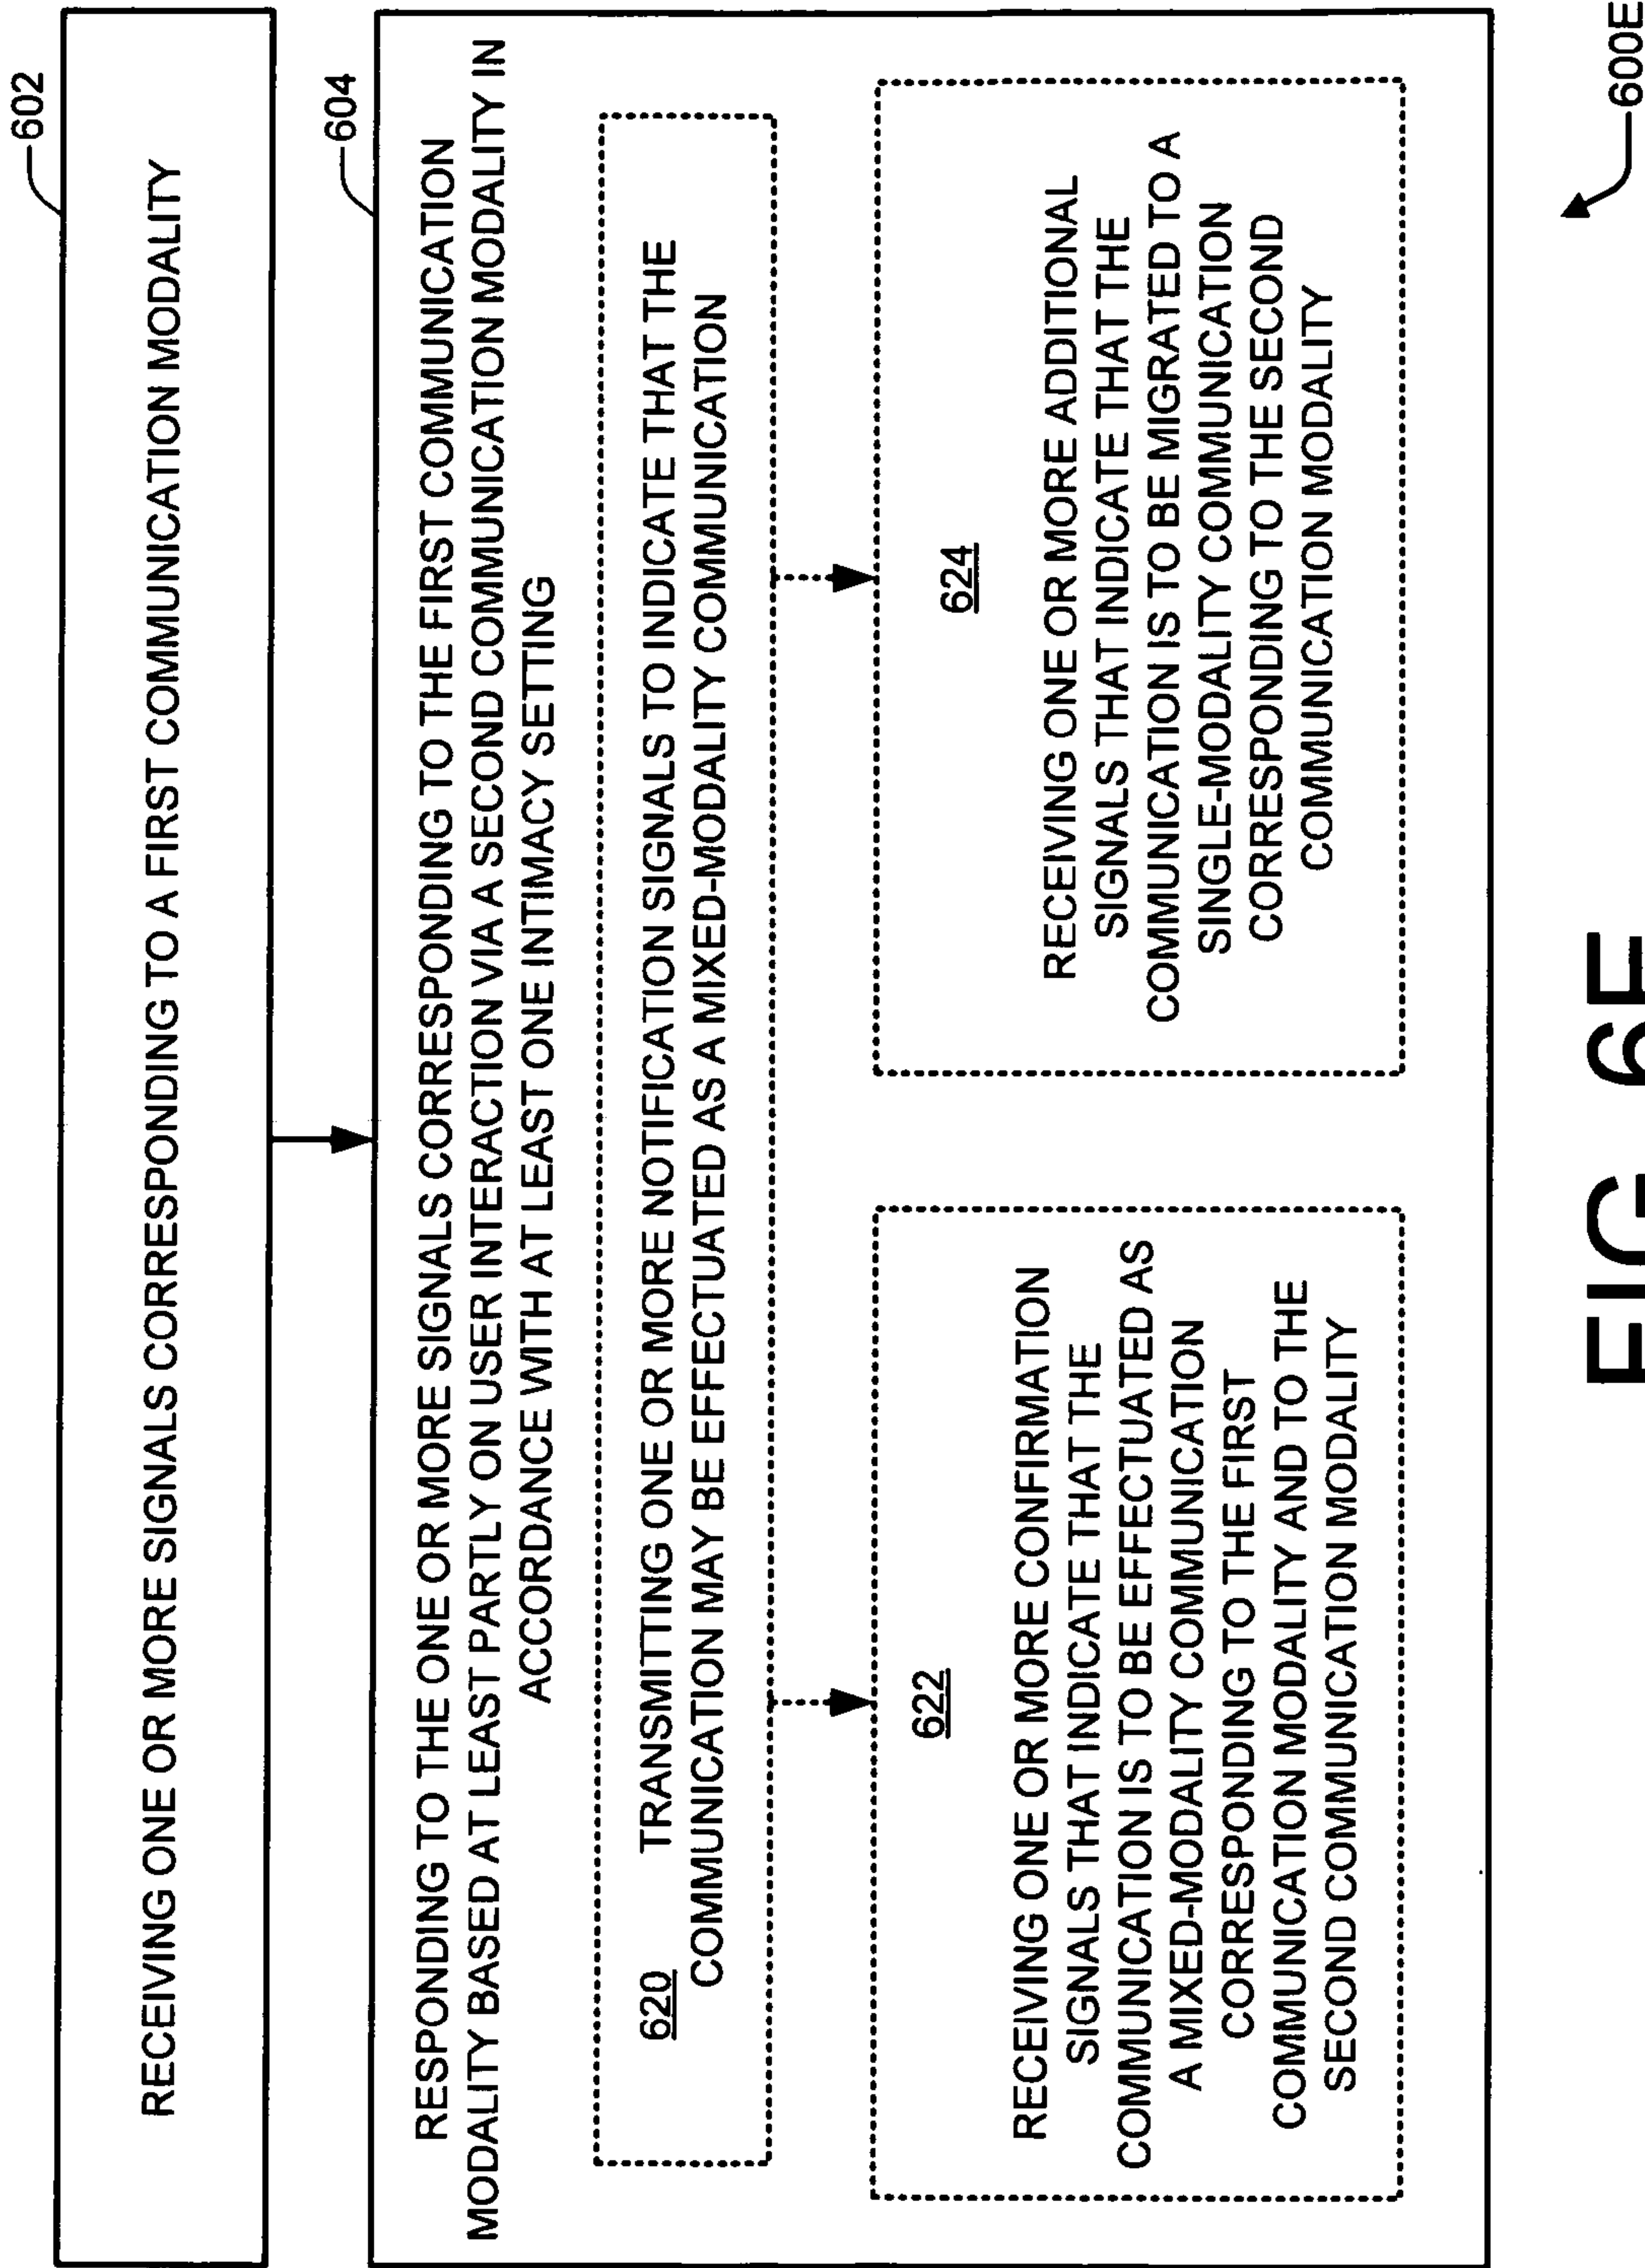 602
RECEIVING ONE OR MORE SIGNALS CORRESPONDING TO A FIRST COMMUNICATION MODALITY
604
RESPONDING TO THE ONE OR MORE SIGNALS CORRESPONDING TO THE FIRST COMMUNICATION
MODALITY BASED AT LEAST PARTLY ON USER INTERACTION VIA A SECOND COMMUNICATION MODALITY IN
ACCORDANCE WITH AT LEAST ONE INTIMACY SETTING
620 TRANSMITTING ONE OR MORE NOTIFICATION SIGNALS TO INDICATE THAT THE
COMMUNICATION MAY BE EFFECTUATED AS A MIXED-MODALITY COMMUNICATION
622
RECEIVING ONE OR MORE CONFIRMATION
SIGNALS THAT INDICATE THAT THE
COMMUNICATION IS TO BE EFFECTUATED AS
A MIXED-MODALITY COMMUNICATION
CORRESPONDING TO THE FIRST
COMMUNICATION MODALITY AND TO THE
SECOND COMMUNICATION MODALITY
624
RECEIVING ONE OR MORE ADDITIONAL
SIGNALS THAT INDICATE THAT THE
COMMUNICATION IS TO BE MIGRATED TO A
SINGLE-MODALITY COMMUNICATION
CORRESPONDING TO THE SECOND
COMMUNICATION MODALITY
600E
FIG. 6E